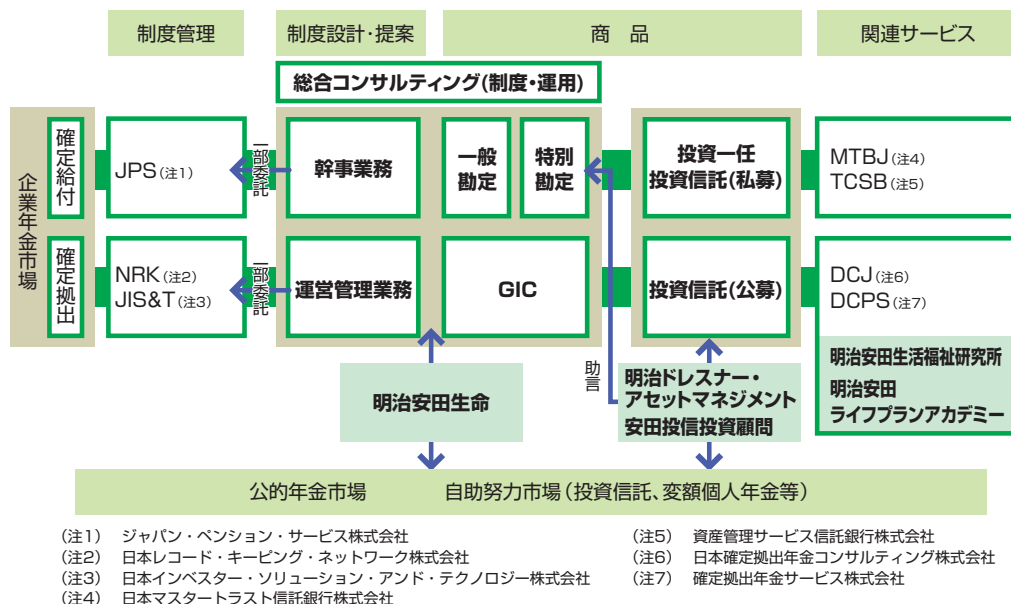 制度管理
制度設計・提案
商　品
関連サービス
総合コンサルティング(制度・運用)
企業年金市場
確定給付
JPS(注1)
一部委託
幹事業務
一般
勘定
特別
勘定
投資一任
投資信託(私募)
MTBJ(注4)
TCSB(注5)
確定拠出
NRK(注2)
JIS&T(注3)
一部委託
運営管理業務
GIC
投資信託(公募)
DCJ(注6)
DCPS(注7)
明治安田生活福祉研究所
明治安田
ライフプランアカデミー
明治安田生命
助言
明治ドレスナー・
アセットマネジメント
安田投信投資顧問
公的年金市場　自助努力市場(投資信託、変額個人年金等)
(注1)　ジャパン・ペンション・サービス株式会社
(注2)　日本レコード・キーピング・ネットワーク株式会社
(注3)　日本インベスター・ソリューション・アンド・テクノロジー株式会社
(注4)　日本マスタートラスト信託銀行株式会社
(注5)　資産管理サービス信託銀行株式会社
(注6)　日本確定拠出年金コンサルティング株式会社
(注7)　確定拠出年金サービス株式会社